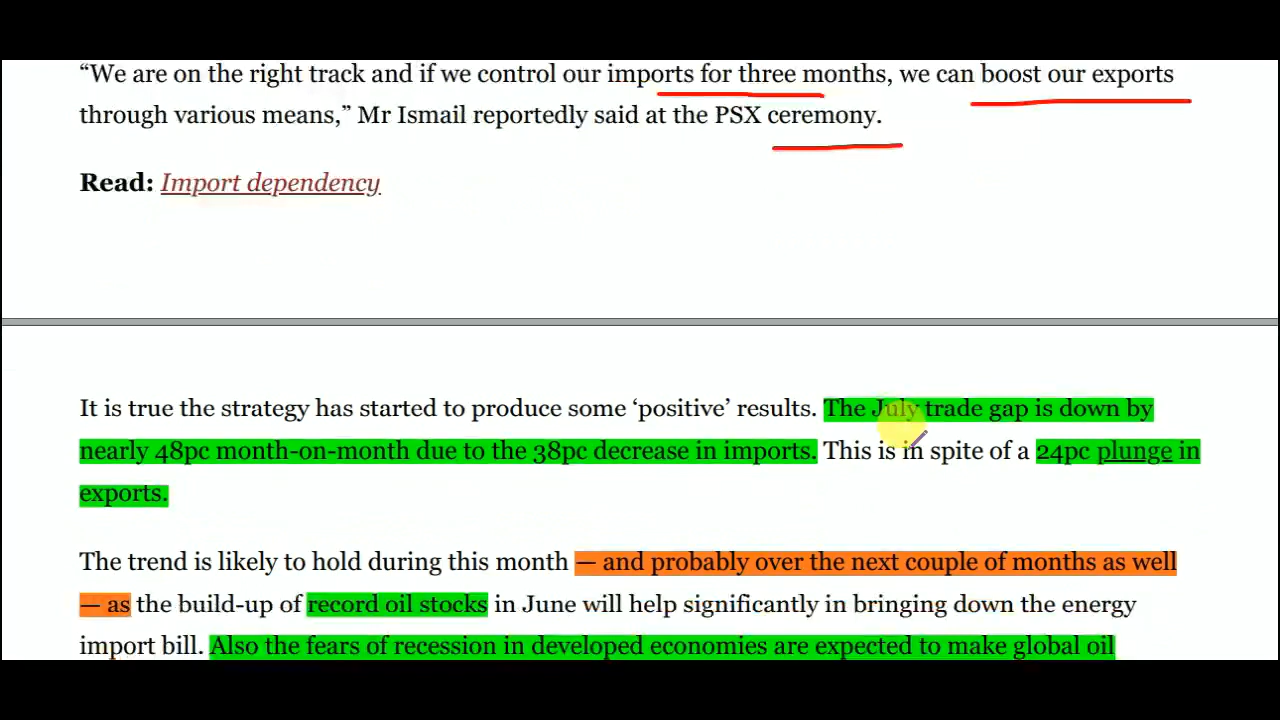 “We are on the right track and if we control our imports for three months, we can boost our exports
through various means,” Mr Ismail reportedly said at the PSX ceremony.
Read: Import dependency
It is true the strategy has started to produce some ‘positive’ results. The July trade gap is down by
nearly 48pc month-on-month due to the 38pc decrease in imports. This is in spite of a 24pc plunge in
exports.
The trend is likely to hold during this month — and probably over the next couple of months as well
— as the build-up of record oil stocks in June will help significantly in bringing down the energy
import bill. Also the fears of recession in developed economies are expected to make global oil